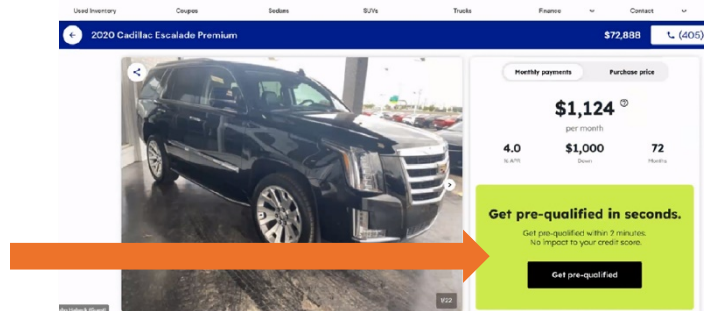 Used Inventory Coupes Sedans SUVs Trucks Finance Contact
2020 Cadillac Escalade Premium $72,888 (405)
Monthly payments Purchase price
$1,124
per month
4.0 $1,000 72
% APR Down Months
Get pre-qualified in seconds.
Get pre-qualified within 2 minutes.
No impact to your credit score.
Get pre-qualified